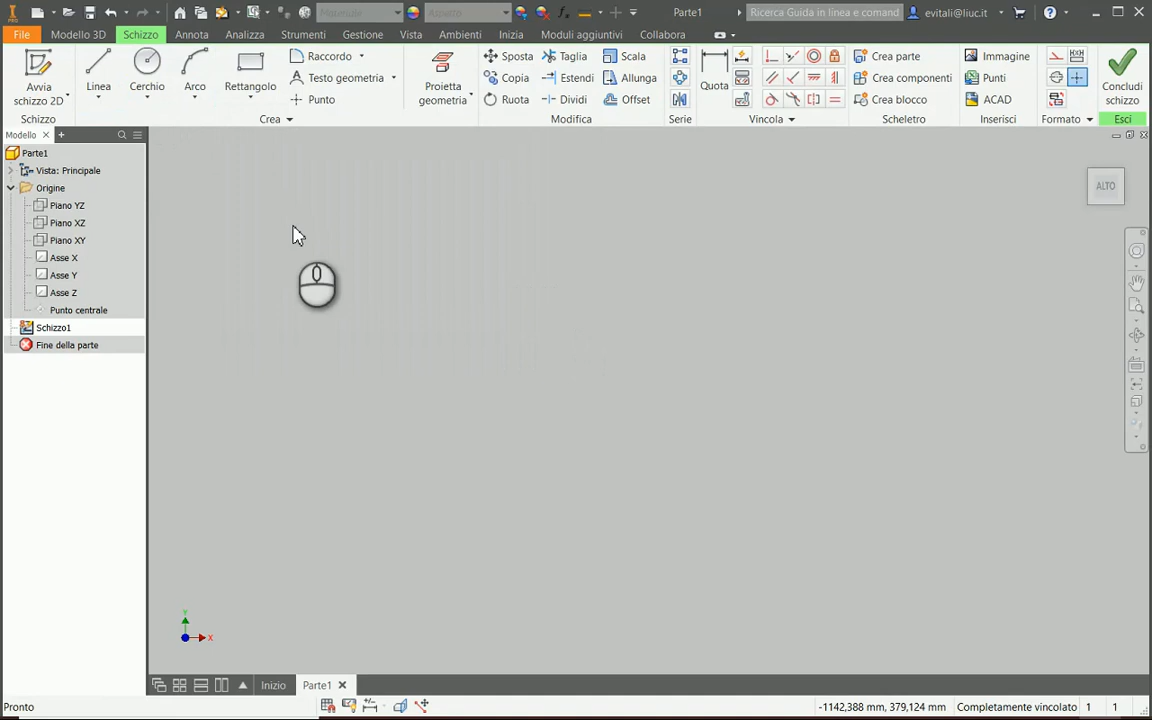 Materiale
Aspetto
Parte1
Ricerca Guida in linea e comand
evitali@liuc.it
PRO
File
Modello 3D
Schizzo
Annota
Analizza
Strumenti
Gestione
Vista
Ambienti
Inizia
Moduli aggiuntivi
Collabora
Avvia
schizzo 2D
Linea
Cerchio
Arco
Rettangolo
Raccordo
Testo geometria
Punto
Proietta
geometria
Sposta
Copia
Ruota
Taglia
Estendi
Dividi
Scala
Allunga
Offset
Quota
Crea parte
Crea componenti
Crea blocco
Immagine
Punti
ACAD
Concludi
schizzo
Schizzo
Crea
Modifica
Serie
Vincola
Scheletro
Inserisci
Formato
Esci
Modello
Parte1
Vista: Principale
Origine
Piano YZ
Piano XZ
Piano XY
Asse X
Asse Y
Asse Z
Punto centrale
Schizzo1
Fine della parte
ALTO
Y
X
Inizio
Parte1
Pronto
-1142,388 mm, 379,124 mm
Completamente vincolato
1
1